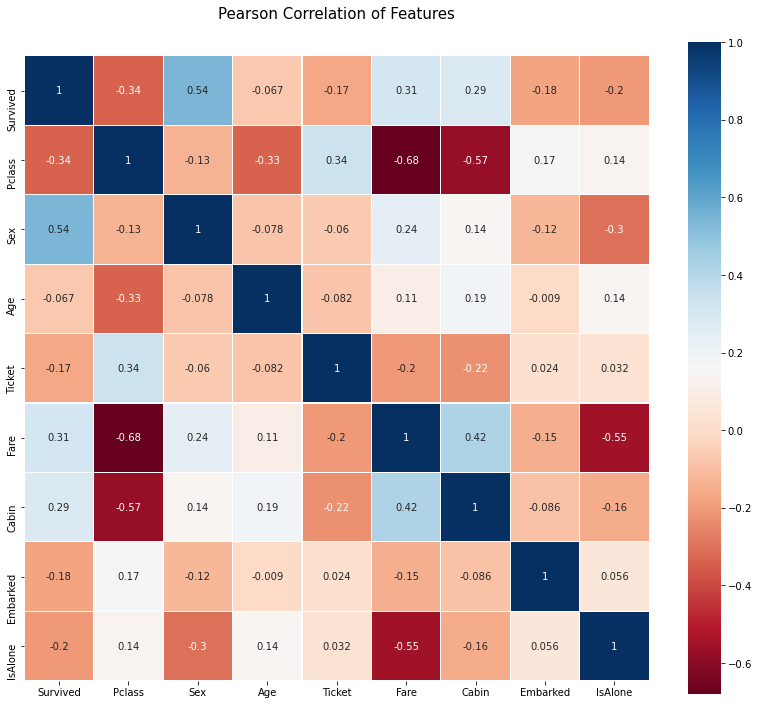 Pearson Correlation of Features
Survived 1 -0.34 0.54 -0.067 -0.17 0.31 0.29 -0.18 -0.2
Pclass -0.34 1 -0.13 -0.33 0.34 -0.68 -0.57 0.17 0.14
Sex 0.54 -0.13 1 -0.078 -0.06 0.24 0.14 -0.12 -0.3
Age -0.067 -0.33 -0.078 1 -0.082 0.11 0.19 -0.009 0.14
Ticket -0.17 0.34 -0.06 -0.082 1 -0.2 -0.22 0.024 0.032
Fare 0.31 -0.68 0.24 0.11 -0.2 1 0.42 -0.15 -0.55
Cabin 0.29 -0.57 0.14 0.19 -0.22 0.42 1 -0.086 -0.16
Embarked -0.18 0.17 -0.12 -0.009 0.024 -0.15 -0.086 1 0.056
IsAlone -0.2 0.14 -0.3 0.14 0.032 -0.55 -0.16 0.056 1
Survived Pclass Sex Age Ticket Fare Cabin Embarked IsAlone
1.0
0.8
0.6
0.4
0.2
0.0
−0.2
−0.4
−0.6